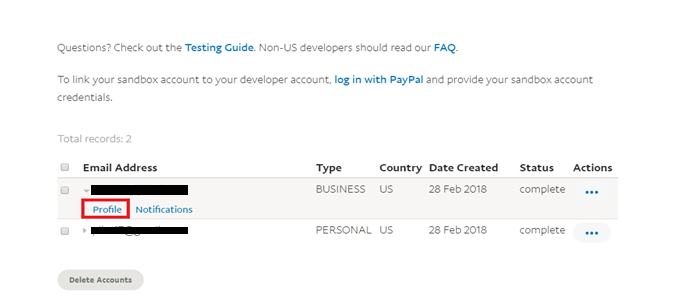 Questions? Check out the Testing Guide. Non-US developers should read our FAQ.
To link your sandbox account to your developer account, log in with PayPal and provide your sandbox account
credentials.
Total records: 2
Email Address Type Country Date Created Status Actions
BUSINESS US 28 Feb 2018 complete
Profile Notifications
PERSONAL US 28 Feb 2018 complete
Delete Accounts